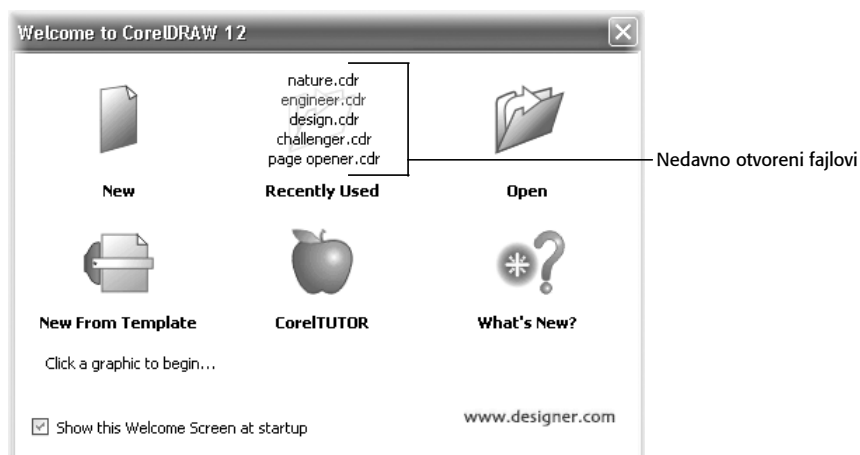 Welcome to CorelDRAW 12
nature.cdr
engineer.cdr
design.cdr
challenger.cdr
page opener.cdr
Nedavno otvoreni fajlovi
New
Recently Used
Open
New From Template
CorelTUTOR
What's New?
Click a graphic to begin...
Show this Welcome Screen at startup
www.designer.com